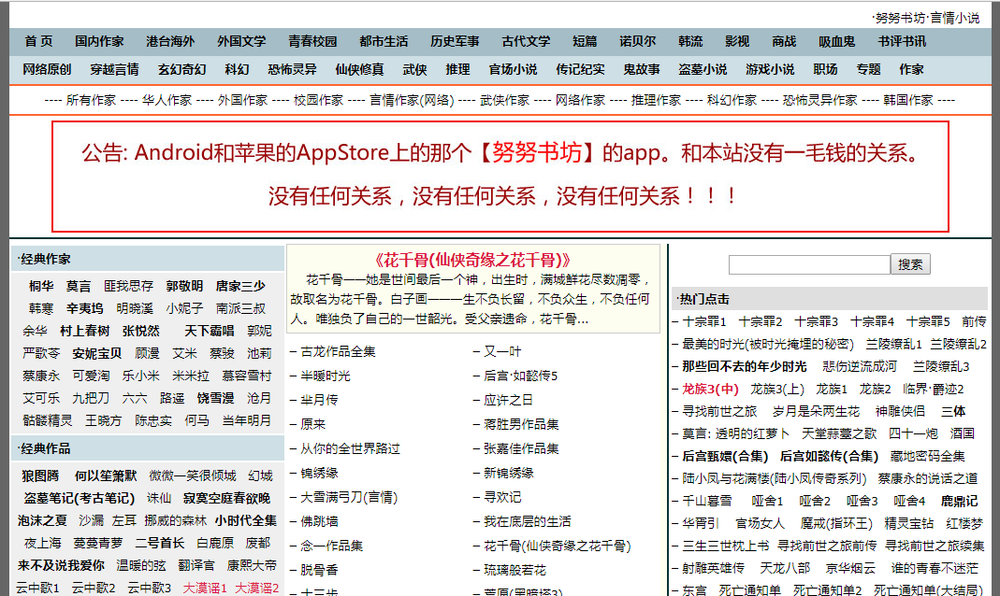 ·努努书坊·言情小说
首 页 国内作家 港台海外 外国文学 青春校园 都市生活 历史军事 古代文学 短篇 诺贝尔 韩流 影视 商战 吸血鬼 书评书讯
网络原创 穿越言情 玄幻奇幻 科幻 恐怖灵异 仙侠修真 武侠 推理 官场小说 传记纪实 鬼故事 盗墓小说 游戏小说 职场 专题 作家
---- 所有作家 ---- 华人作家 ---- 外国作家 ---- 校园作家 ---- 言情作家(网络) ---- 武侠作家 ---- 网络作家 ---- 推理作家 ---- 科幻作家 ---- 恐怖灵异作家 ---- 韩国作家 ----
公告: Android和苹果的AppStore上的那个【努努书坊】的app。和本站没有一毛钱的关系。
没有任何关系，没有任何关系，没有任何关系！！！
·经典作家
桐华 莫言 匪我思存 郭敬明 唐家三少
韩寒 辛夷坞 明晓溪 小妮子 南派三叔
余华 村上春树 张悦然 天下霸唱 郭妮
严歌苓 安妮宝贝 顾漫 艾米 蔡骏 池莉
蔡康永 可爱淘 乐小米 米米拉 慕容雪村
艾可乐 九把刀 六六 路遥 饶雪漫 沧月
骷髅精灵 王晓方 陈忠实 何马 当年明月
·经典作品
狼图腾 何以笙箫默 微微一笑很倾城 幻城
盗墓笔记(考古笔记) 诛仙 寂寞空庭春欲晚
泡沫之夏 沙漏 左耳 挪威的森林 小时代全集
夜上海 蔓蔓青萝 二号首长 白鹿原 废都
来不及说我爱你 温暖的弦 翻译官 康熙大帝
云中歌1 云中歌2 云中歌3 大漠谣1 大漠谣2
《花千骨(仙侠奇缘之花千骨)》
花千骨——她是世间最后一个神，出生时，满城鲜花尽数凋零，
故取名为花千骨。白子画———生不负长留，不负众生，不负任何
人。唯独负了自己的一世韶光。受父亲遗命，花千骨...
– 古龙作品全集 – 又一叶
– 半暖时光 – 后宫·如懿传5
– 芈月传 – 应许之日
– 原来 – 蒋胜男作品集
– 从你的全世界路过 – 张嘉佳作品集
– 锦绣缘 – 新锦绣缘
– 大雪满弓刀(言情) – 寻欢记
– 佛跳墙 – 我在底层的生活
– 念一作品集 – 花千骨(仙侠奇缘之花千骨)
– 脱骨香 – 琉璃般若花
– 十三步 – 荒原(黑暗塔3)
搜索
·热门点击
– 十宗罪1 十宗罪2 十宗罪3 十宗罪4 十宗罪5 前传
– 最美的时光(被时光掩埋的秘密) 兰陵缭乱1 兰陵缭乱2
– 那些回不去的年少时光 悲伤逆流成河 兰陵缭乱3
– 龙族3(中) 龙族3(上) 龙族1 龙族2 临界·爵迹2
– 寻找前世之旅 岁月是朵两生花 神雕侠侣 三体
– 莫言: 透明的红萝卜 天堂蒜薹之歌 四十一炮 酒国
– 后宫甄嬛(合集) 后宫如懿传(合集) 藏地密码全集
– 陆小凤与花满楼(陆小凤传奇系列) 蔡康永的说话之道
– 千山暮雪 哑舍1 哑舍2 哑舍3 哑舍4 鹿鼎记
– 华胥引 官场女人 魔戒(指环王) 精灵宝钻 红楼梦
– 三生三世枕上书 寻找前世之旅前传 寻找前世之旅续集
– 射雕英雄传 天龙八部 京华烟云 谁的青春不迷茫
– 东宫 死亡通知单 死亡通知单2 死亡通知单(大结局)